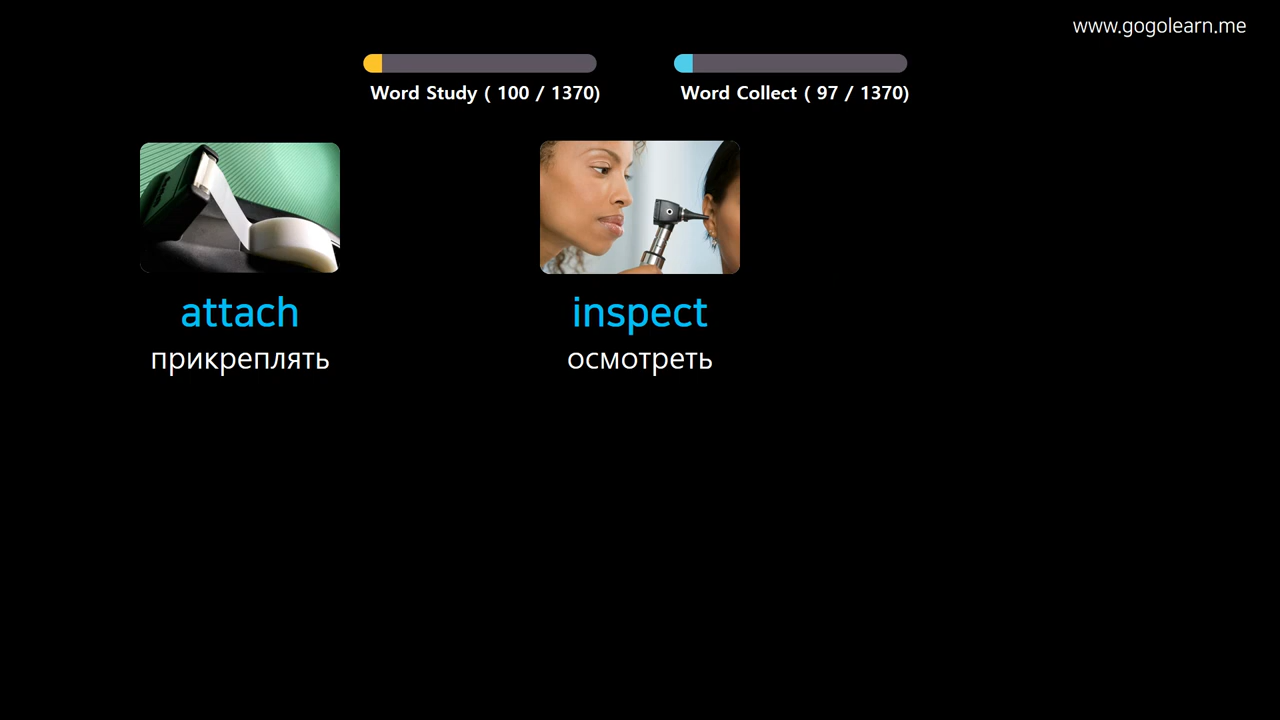 www.gogolearn.me
Word Study ( 100 / 1370)
Word Collect ( 97 / 1370)
attach
прикреплять
inspect
осмотреть